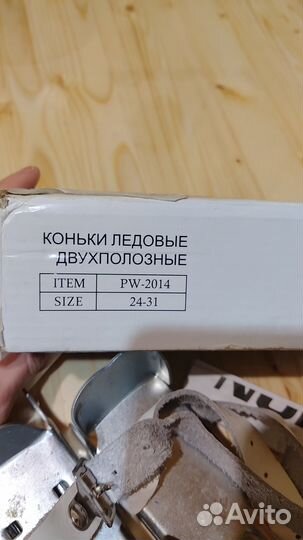 КОНЬКИ ЛЕДОВЫЕ
ДВУХПОЛОЗНЫЕ
ITEM PW-2014
SIZE 24-31
Avito